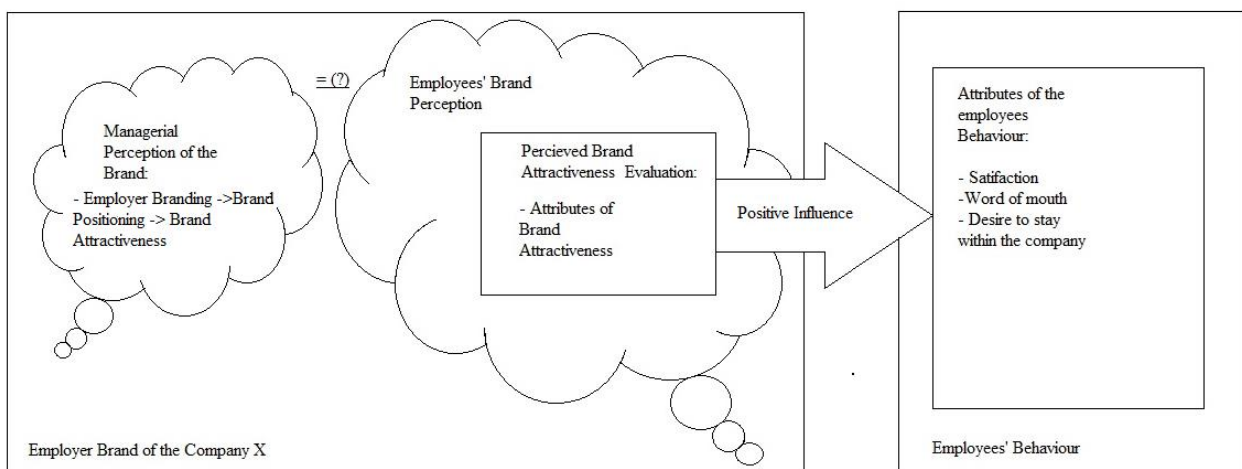 Managerial
Perception of the
Brand:
- Employer Branding ->Brand
Positioning -> Brand
Attractiveness
= (?)
Employees' Brand
Perception
Percieved Brand
Attractiveness Evaluation:
- Attributes of
Brand
Attractiveness
Positive Influence
Attributes of the
employees
Behaviour:
- Satifaction
-Word of mouth
- Desire to stay
within the company
Employer Brand of the Company X
Employees' Behaviour